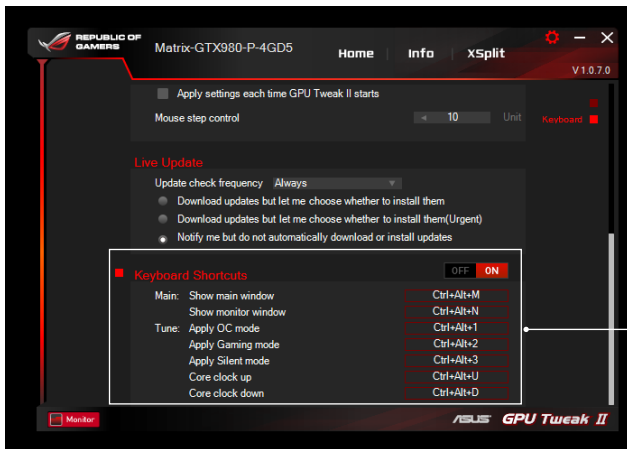 REPUBLIC OF
GAMERS
Matrix-GTX980-P-4GD5
Home
Info
XSplit
V 1.0.7.0
Apply settings each time GPU Tweak II starts
Mouse step control
10
Unit
Keyboard
Live Update
Update check frequency Always
Download updates but let me choose whether to install them
Download updates but let me choose whether to install them(Urgent)
Notify me but do not automatically download or install updates
Keyboard Shortcuts
OFF ON
Main: Show main window Ctrl+Alt+M
Show monitor window Ctrl+Alt+N
Tune: Apply OC mode Ctrl+Alt+1
Apply Gaming mode Ctrl+Alt+2
Apply Silent mode Ctrl+Alt+3
Core clock up Ctrl+Alt+U
Core clock down Ctrl+Alt+D
Monitor
ASUS GPU Tweak II